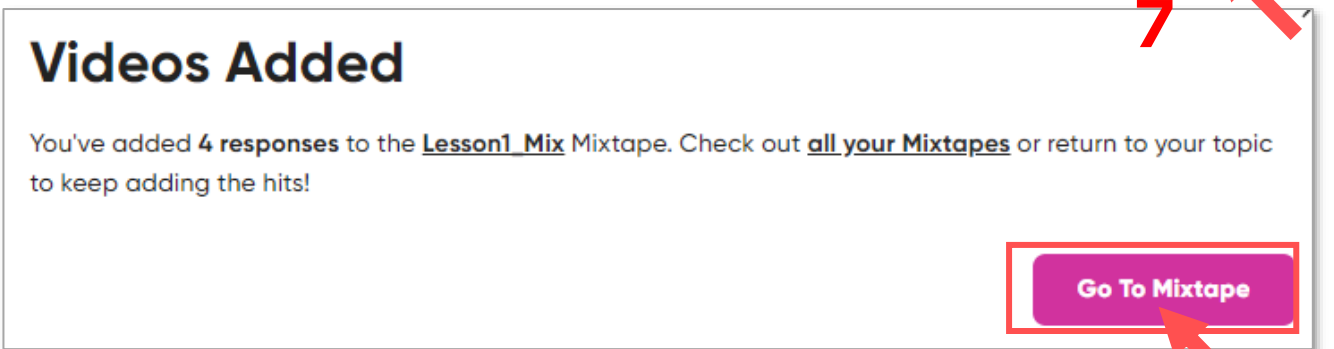 7
Videos Added
You've added 4 responses to the Lesson1_Mix Mixtape. Check out all your Mixtapes or return to your topic
to keep adding the hits!
Go To Mixtape